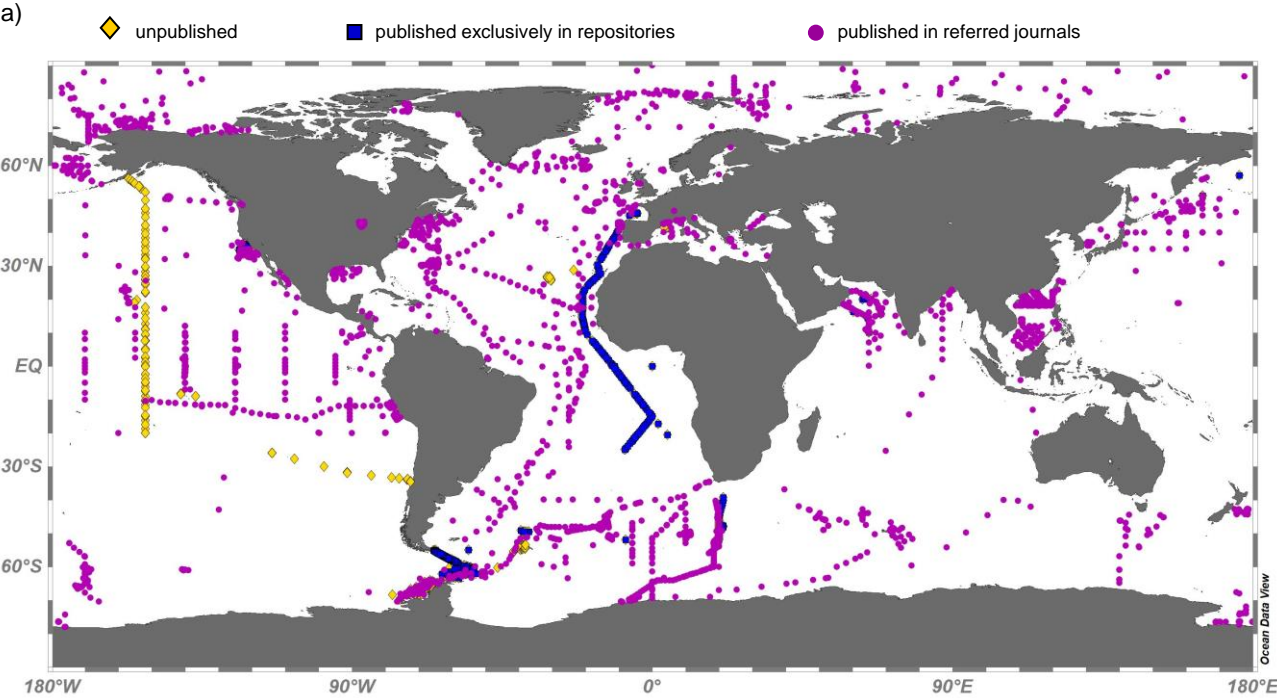 a)
unpublished
published exclusively in repositories
published in referred journals
60°N
30°N
EQ
30°S
60°S
Ocean Data View
180°W
90°W
0°
90°E
180°E